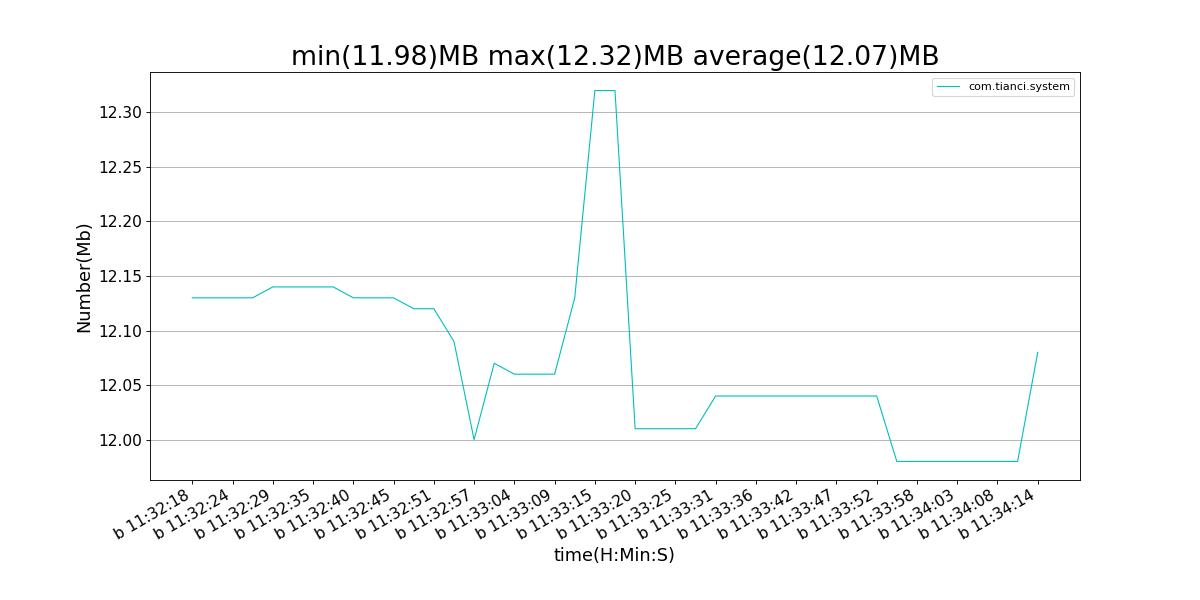 min(11.98)MB max(12.32)MB average(12.07)MB
com.tianci.system
12.30
12.25
12.20
12.15
12.10
12.05
12.00
Number(Mb)
b 11:32:18
b 11:32:24
b 11:32:29
b 11:32:35
b 11:32:40
b 11:32:45
b 11:32:51
b 11:32:57
b 11:33:04
b 11:33:09
b 11:33:15
b 11:33:20
b 11:33:25
b 11:33:31
b 11:33:36
b 11:33:42
b 11:33:47
b 11:33:52
b 11:33:58
b 11:34:03
b 11:34:08
b 11:34:14
time(H:Min:S)